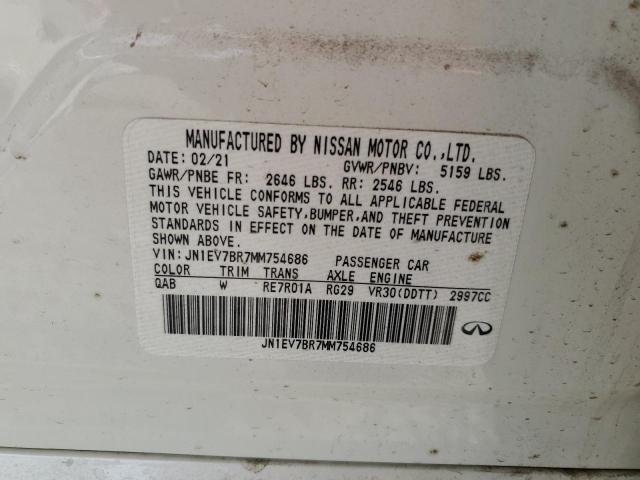 MANUFACTURED BY NISSAN MOTOR CO.,LTD.
DATE: 02/21 GVWR/PNBV: 5159 LBS.
GAWR/PNBE FR: 2646 LBS. RR: 2546 LBS.
THIS VEHICLE CONFORMS TO ALL APPLICABLE FEDERAL
MOTOR VEHICLE SAFETY,BUMPER,AND THEFT PREVENTION
STANDARDS IN EFFECT ON THE DATE OF MANUFACTURE
SHOWN ABOVE.
VIN:JN1EV7BR7MM754686 PASSENGER CAR
COLOR TRIM TRANS AXLE ENGINE
QAB W RE7R01A RG29 VR30(DDTT) 2997CC
JN1EV7BR7MM754686